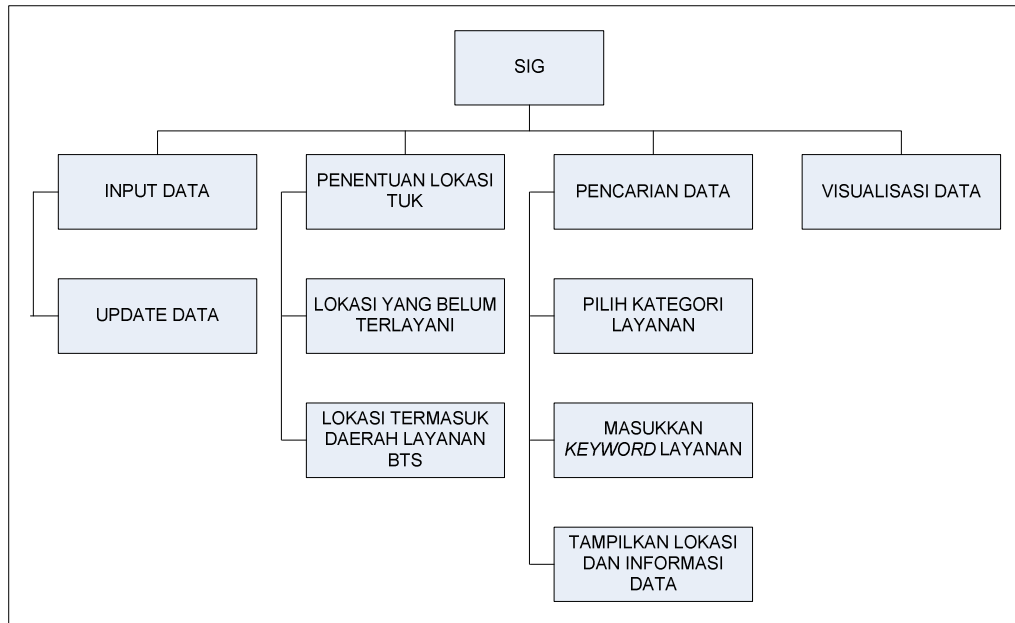 SIG
INPUT DATA
PENENTUAN LOKASI
TUK
PENCARIAN DATA
VISUALISASI DATA
UPDATE DATA
LOKASI YANG BELUM
TERLAYANI
PILIH KATEGORI
LAYANAN
LOKASI TERMASUK
DAERAH LAYANAN
BTS
MASUKKAN
KEYWORD LAYANAN
TAMPILKAN LOKASI
DAN INFORMASI
DATA